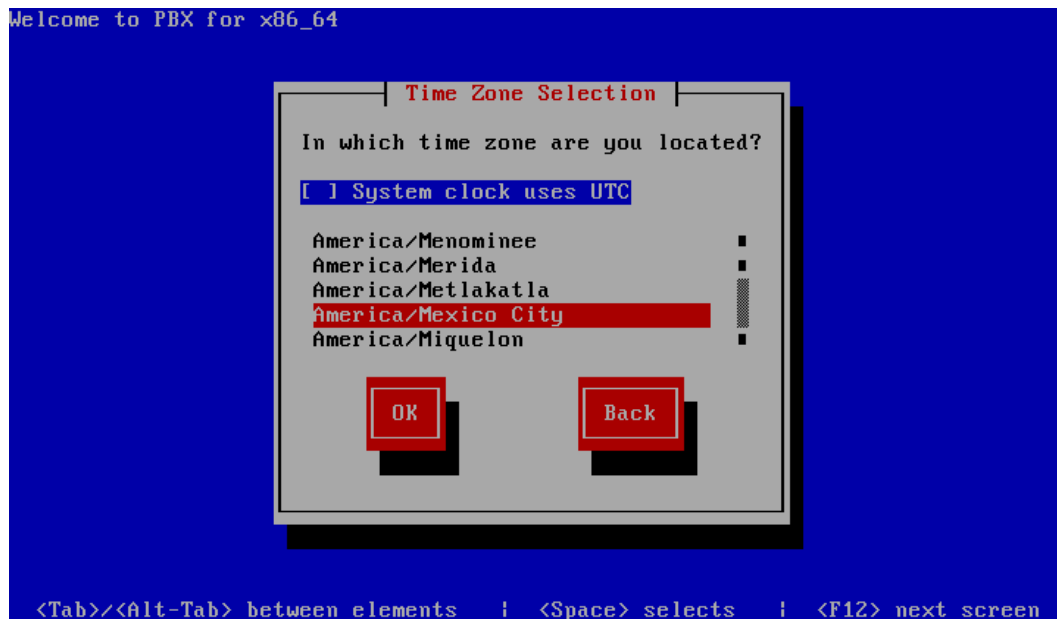 Welcome to PBX for x86_64
Time Zone Selection
In which time zone are you located?
[ ] System clock uses UTC
America/Menominee
America/Merida
America/Metlakatla
America/Mexico City
America/Miquelon
OK Back
<Tab>/<Alt-Tab> between elements | <Space> selects | <F12> next screen